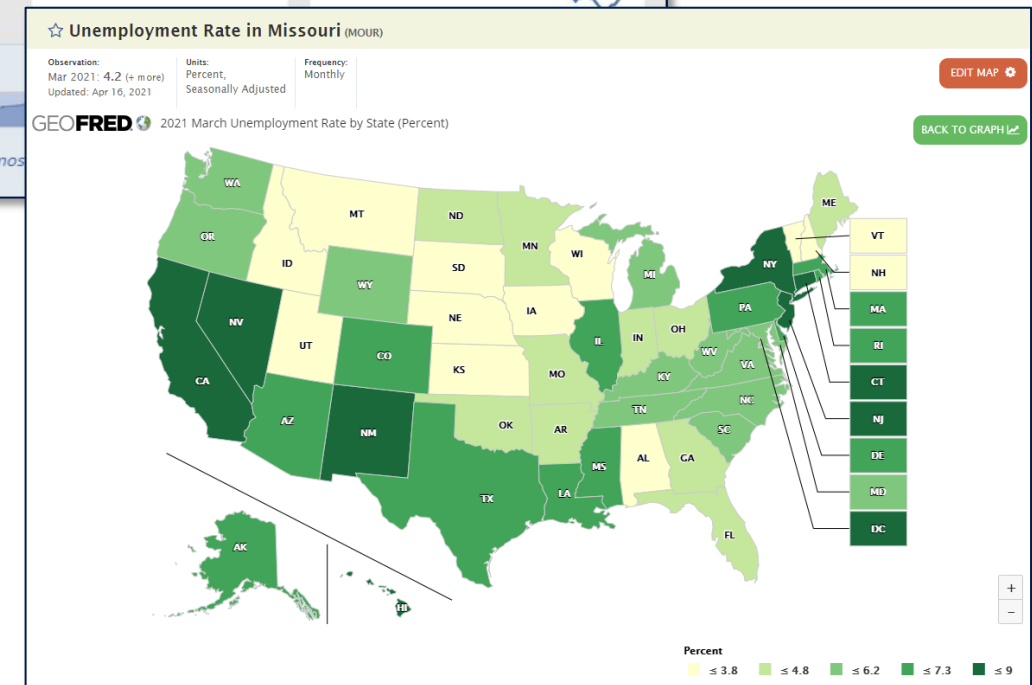 ☆ Unemployment Rate in Missouri (MOUR)
Observation:
Mar 2021: 4.2 (+ more)
Updated: Apr 16, 2021
Units:
Percent,
Seasonally Adjusted
Frequency:
Monthly
EDIT MAP
GEOFRED 2021 March Unemployment Rate by State (Percent)
BACK TO GRAPH
WA
MT
ND
MN
ME
VT
OR
ID
WY
SD
WI
MI
NY
NH
NV
UT
CO
NE
IA
IL
IN
OH
PA
MA
CA
KS
MO
KY
WV
VA
RI
AZ
NM
OK
AR
TN
NC
CT
TX
LA
MS
AL
GA
SC
NJ
FL
DE
MD
AK
HI
DC
+
−
Percent
≤ 3.8 ≤ 4.8 ≤ 6.2 ≤ 7.3 ≤ 9